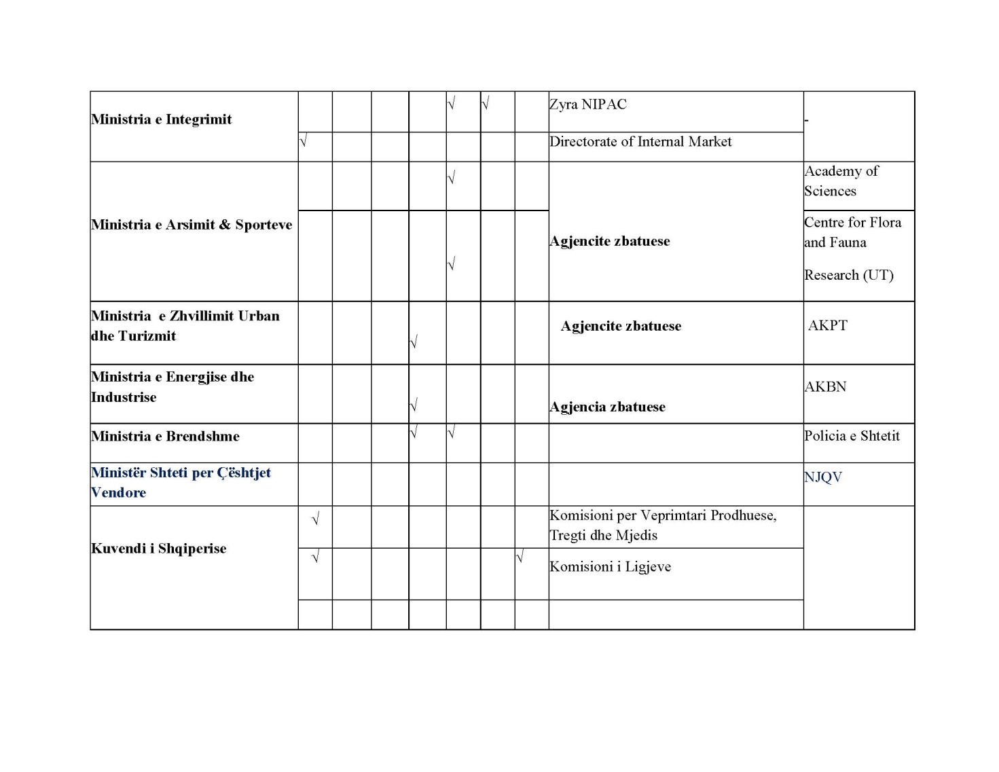 Ministria e Integrimit
√ √ Zyra NIPAC
-
√ Directorate of Internal Market
Ministria e Arsimit & Sporteve
√
Agjencite zbatuese
Academy of
Sciences
√
Centre for Flora
and Fauna
Research (UT)
Ministria e Zhvillimit Urban
dhe Turizmit
√
Agjencite zbatuese
AKPT
Ministria e Energjise dhe
Industrise
√
Agjencia zbatuese
AKBN
Ministria e Brendshme √ √ Policia e Shtetit
Ministër Shteti per Çështjet
Vendore
NJQV
Kuvendi i Shqiperise
√
Komisioni per Veprimtari Prodhuese,
Tregti dhe Mjedis
√ √ Komisioni i Ligjeve